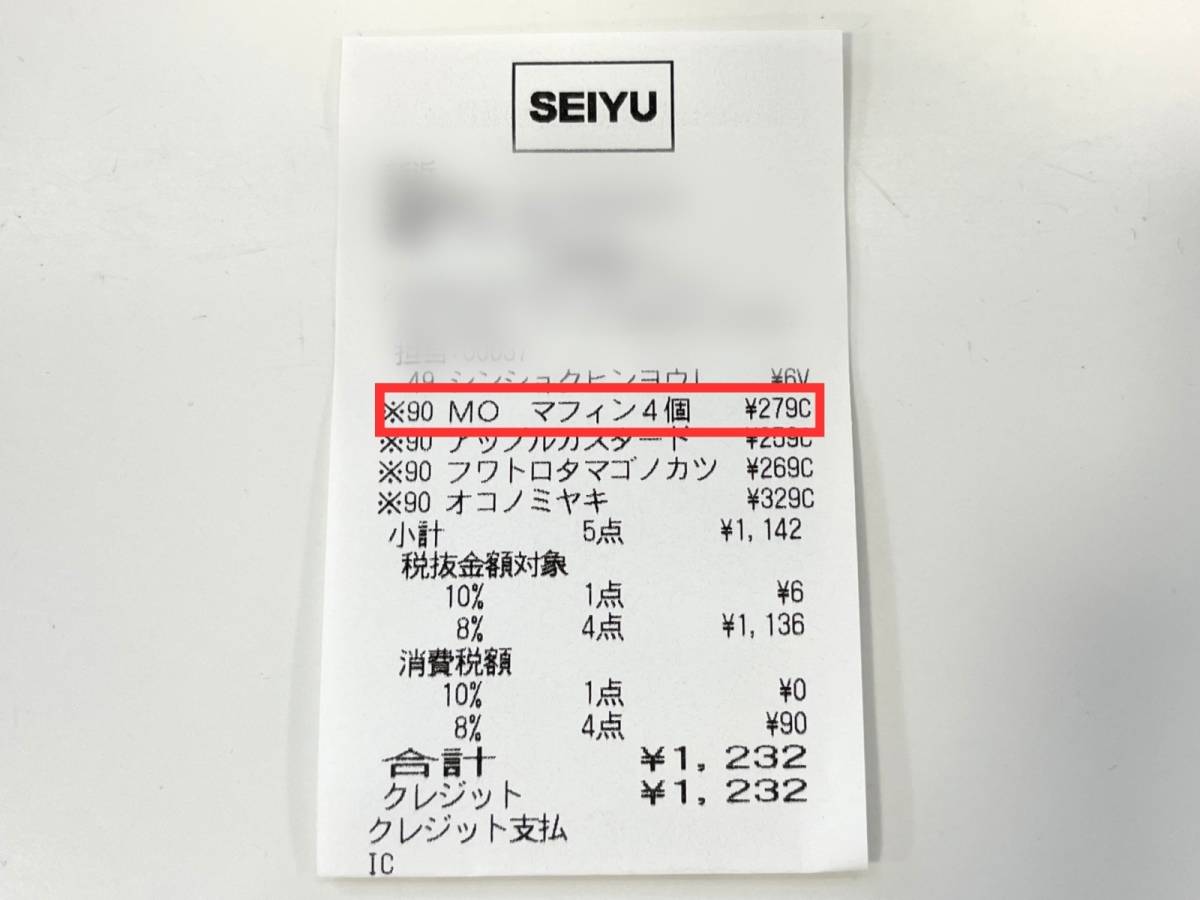 SEIYU
49 シンショクヒンヨウL ¥6V
※90 MO マフィン4個 ¥279C
※90 アップルカスタード ¥259C
※90 フワトロタマゴノカツ ¥269C
※90 オコノミヤキ ¥329C
小計 5点 ¥1,142
税抜金額対象
10% 1点 ¥6
8% 4点 ¥1,136
消費税額
10% 1点 ¥0
8% 4点 ¥90
合計 ¥1,232
クレジット ¥1,232
クレジット支払
IC